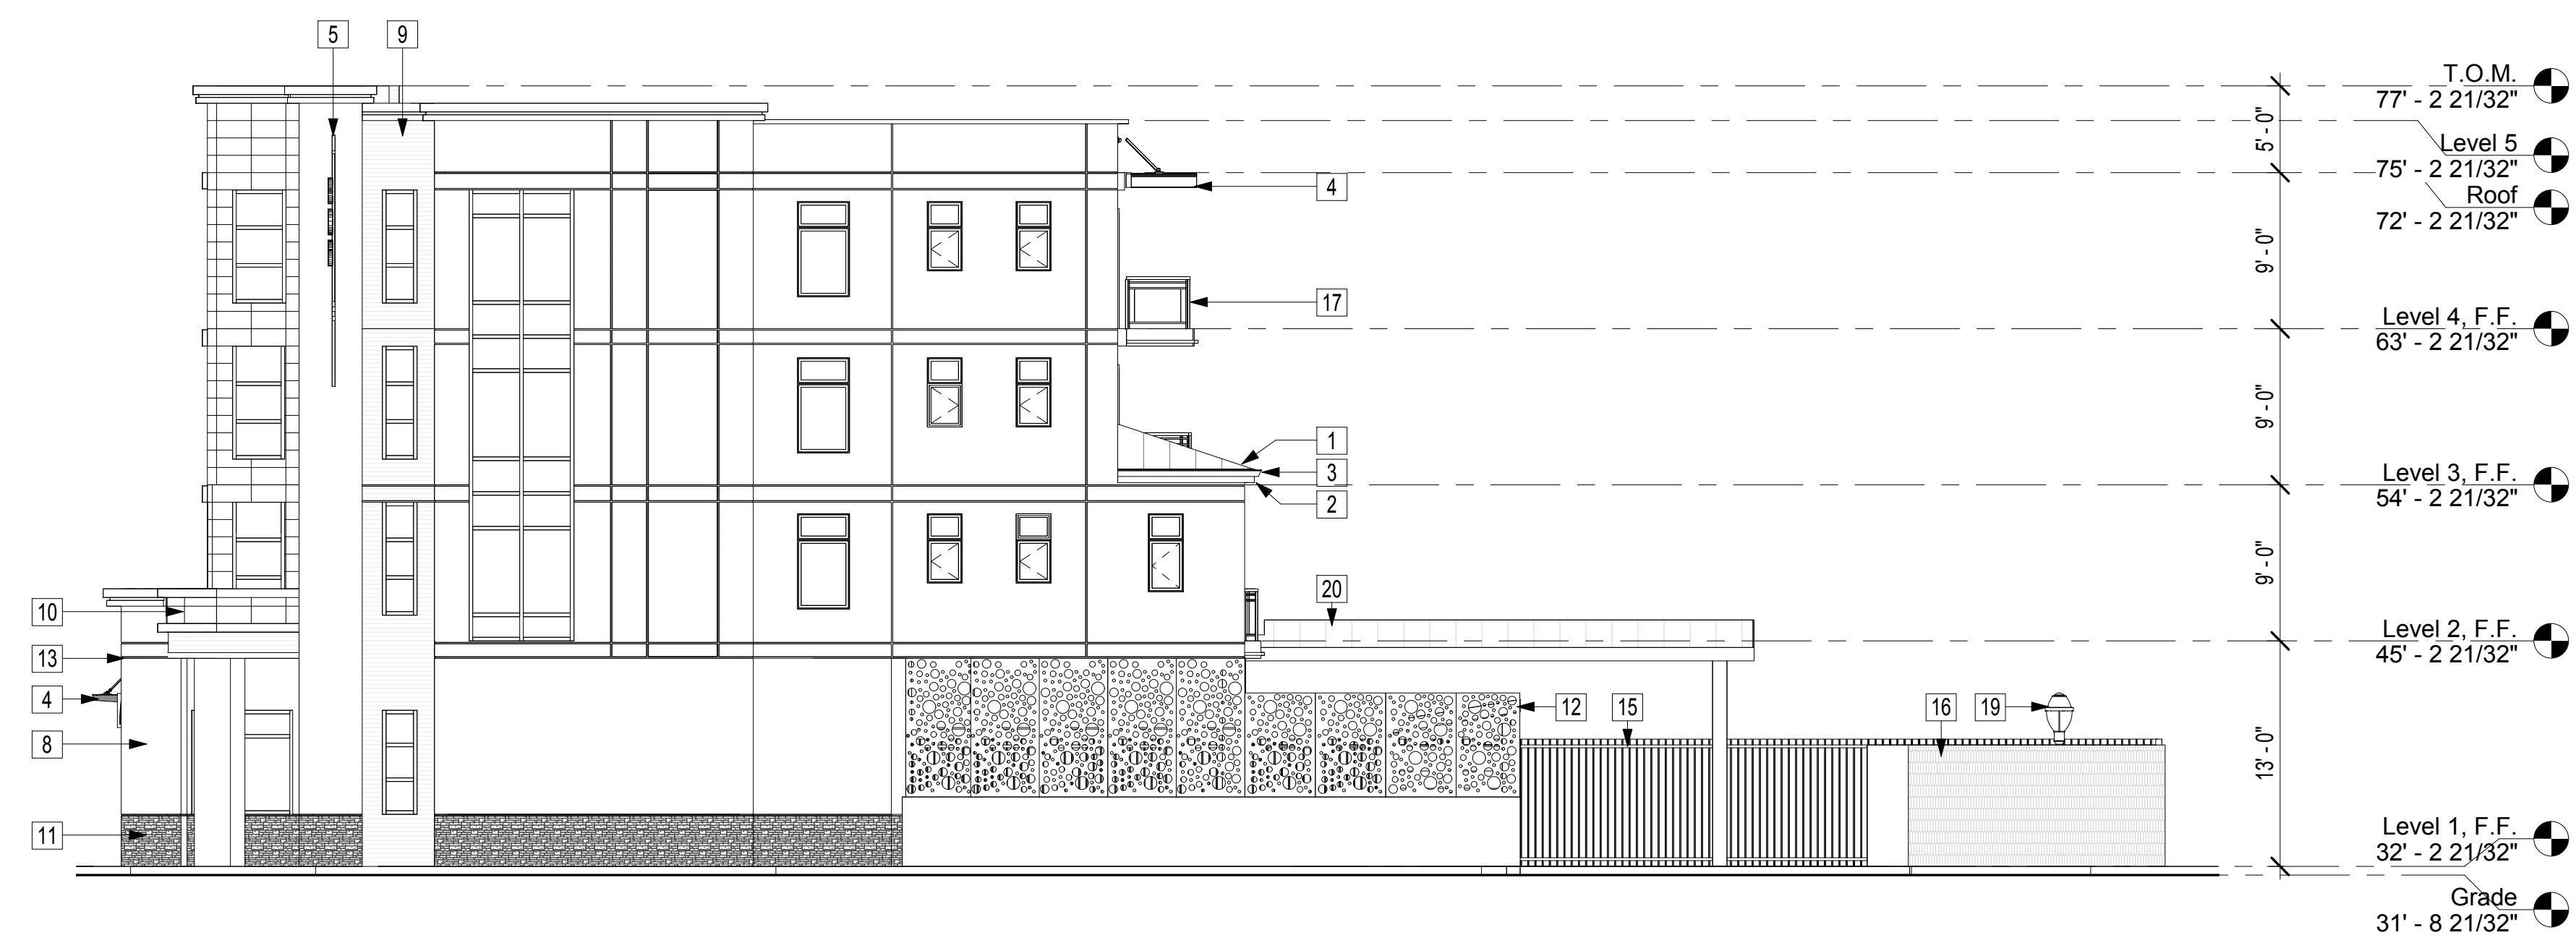 5
9
T.O.M.
77' - 2 21/32"
5' - 0"
Level 5
75' - 2 21/32"
Roof
72' - 2 21/32"
4
9' - 0"
17
Level 4, F.F.
63' - 2 21/32"
9' - 0"
1
3
2
Level 3, F.F.
54' - 2 21/32"
9' - 0"
20
10
Level 2, F.F.
45' - 2 21/32"
13
4
12
15
16
19
8
13' - 0"
11
Level 1, F.F.
32' - 2 21/32"
Grade
31' - 8 21/32"